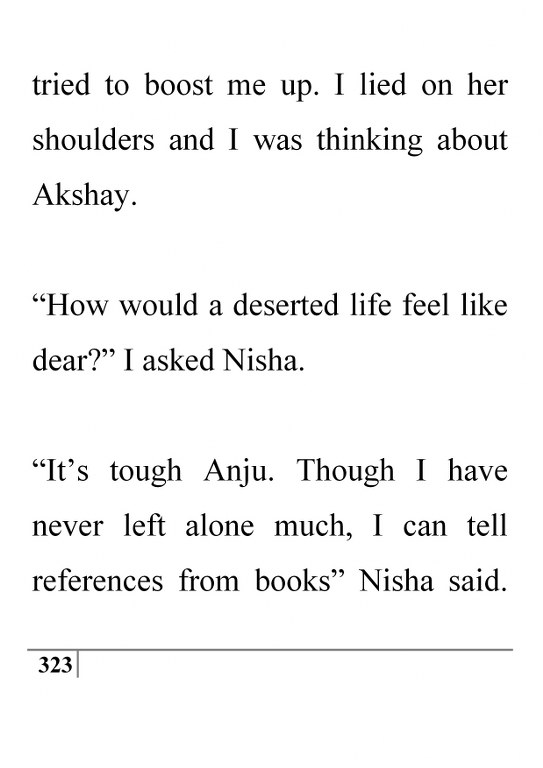 tried to boost me up. I lied on her
shoulders and I was thinking about
Akshay.
“How would a deserted life feel like
dear?” I asked Nisha.
“It’s tough Anju. Though I have
never left alone much, I can tell
references from books” Nisha said.
323